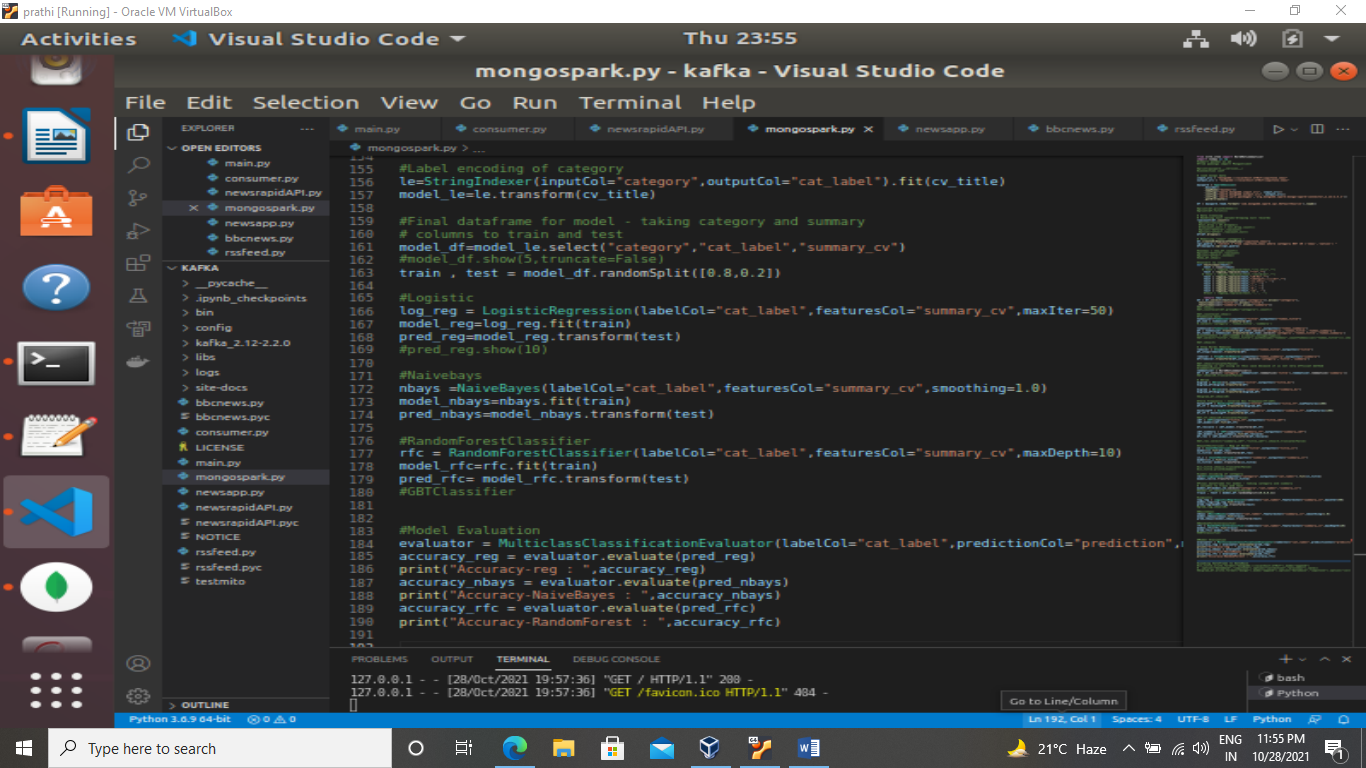 prathi [Running] - Oracle VM VirtualBox
Activities Visual Studio Code Thu 23:55
mongospark.py - kafka - Visual Studio Code
File Edit Selection View Go Run Terminal Help
EXPLORER ...
main.py consumer.py newsrapidAPI.py mongospark.py newsapp.py bbcnews.py rssfeed.py ...
OPEN EDITORS
main.py
consumer.py
newsrapidAPI.py
mongospark.py
newsapp.py
bbcnews.py
rssfeed.py
KAFKA
__pycache__
.ipynb_checkpoints
bin
config
kafka_2.12-2.2.0
libs
logs
site-docs
bbcnews.py
bbcnews.pyc
consumer.py
LICENSE
main.py
mongospark.py
newsapp.py
newsrapidAPI.py
newsrapidAPI.pyc
NOTICE
rssfeed.py
rssfeed.pyc
testmito
OUTLINE
mongospark.py > ...
154
155 #Label encoding of category
156 le=StringIndexer(inputCol="category",outputCol="cat_label").fit(cv_title)
157 model_le=le.transform(cv_title)
158
159 #Final dataframe for model - taking category and summary
160 # columns to train and test
161 model_df=model_le.select("category","cat_label","summary_cv")
162 #model_df.show(5,truncate=False)
163 train , test = model_df.randomSplit([0.8,0.2])
164
165 #Logistic
166 log_reg = LogisticRegression(labelCol="cat_label",featuresCol="summary_cv",maxIter=50)
167 model_reg=log_reg.fit(train)
168 pred_reg=model_reg.transform(test)
169 #pred_reg.show(10)
170
171 #Naivebays
172 nbays =NaiveBayes(labelCol="cat_label",featuresCol="summary_cv",smoothing=1.0)
173 model_nbays=nbays.fit(train)
174 pred_nbays=model_nbays.transform(test)
175
176 #RandomForestClassifier
177 rfc = RandomForestClassifier(labelCol="cat_label",featuresCol="summary_cv",maxDepth=10)
178 model_rfc=rfc.fit(train)
179 pred_rfc= model_rfc.transform(test)
180 #GBTClassifier
181
182
183 #Model Evaluation
184 evaluator = MulticlassClassificationEvaluator(labelCol="cat_label",predictionCol="prediction",
185 accuracy_reg = evaluator.evaluate(pred_reg)
186 print("Accuracy-reg : ",accuracy_reg)
187 accuracy_nbays = evaluator.evaluate(pred_nbays)
188 print("Accuracy-NaiveBayes : ",accuracy_nbays)
189 accuracy_rfc = evaluator.evaluate(pred_rfc)
190 print("Accuracy-RandomForest : ",accuracy_rfc)
191
192
PROBLEMS OUTPUT TERMINAL DEBUG CONSOLE
127.0.0.1 - - [28/Oct/2021 19:57:36] "GET / HTTP/1.1" 200 -
127.0.0.1 - - [28/Oct/2021 19:57:36] "GET /favicon.ico HTTP/1.1" 404 -
bash
Python
Go to Line/Column
Python 3.6.9 64-bit 0 0 Ln 192, Col 1 Spaces: 4 UTF-8 LF Python
Type here to search
21°C Haze
ENG
IN
11:55 PM
10/28/2021
1